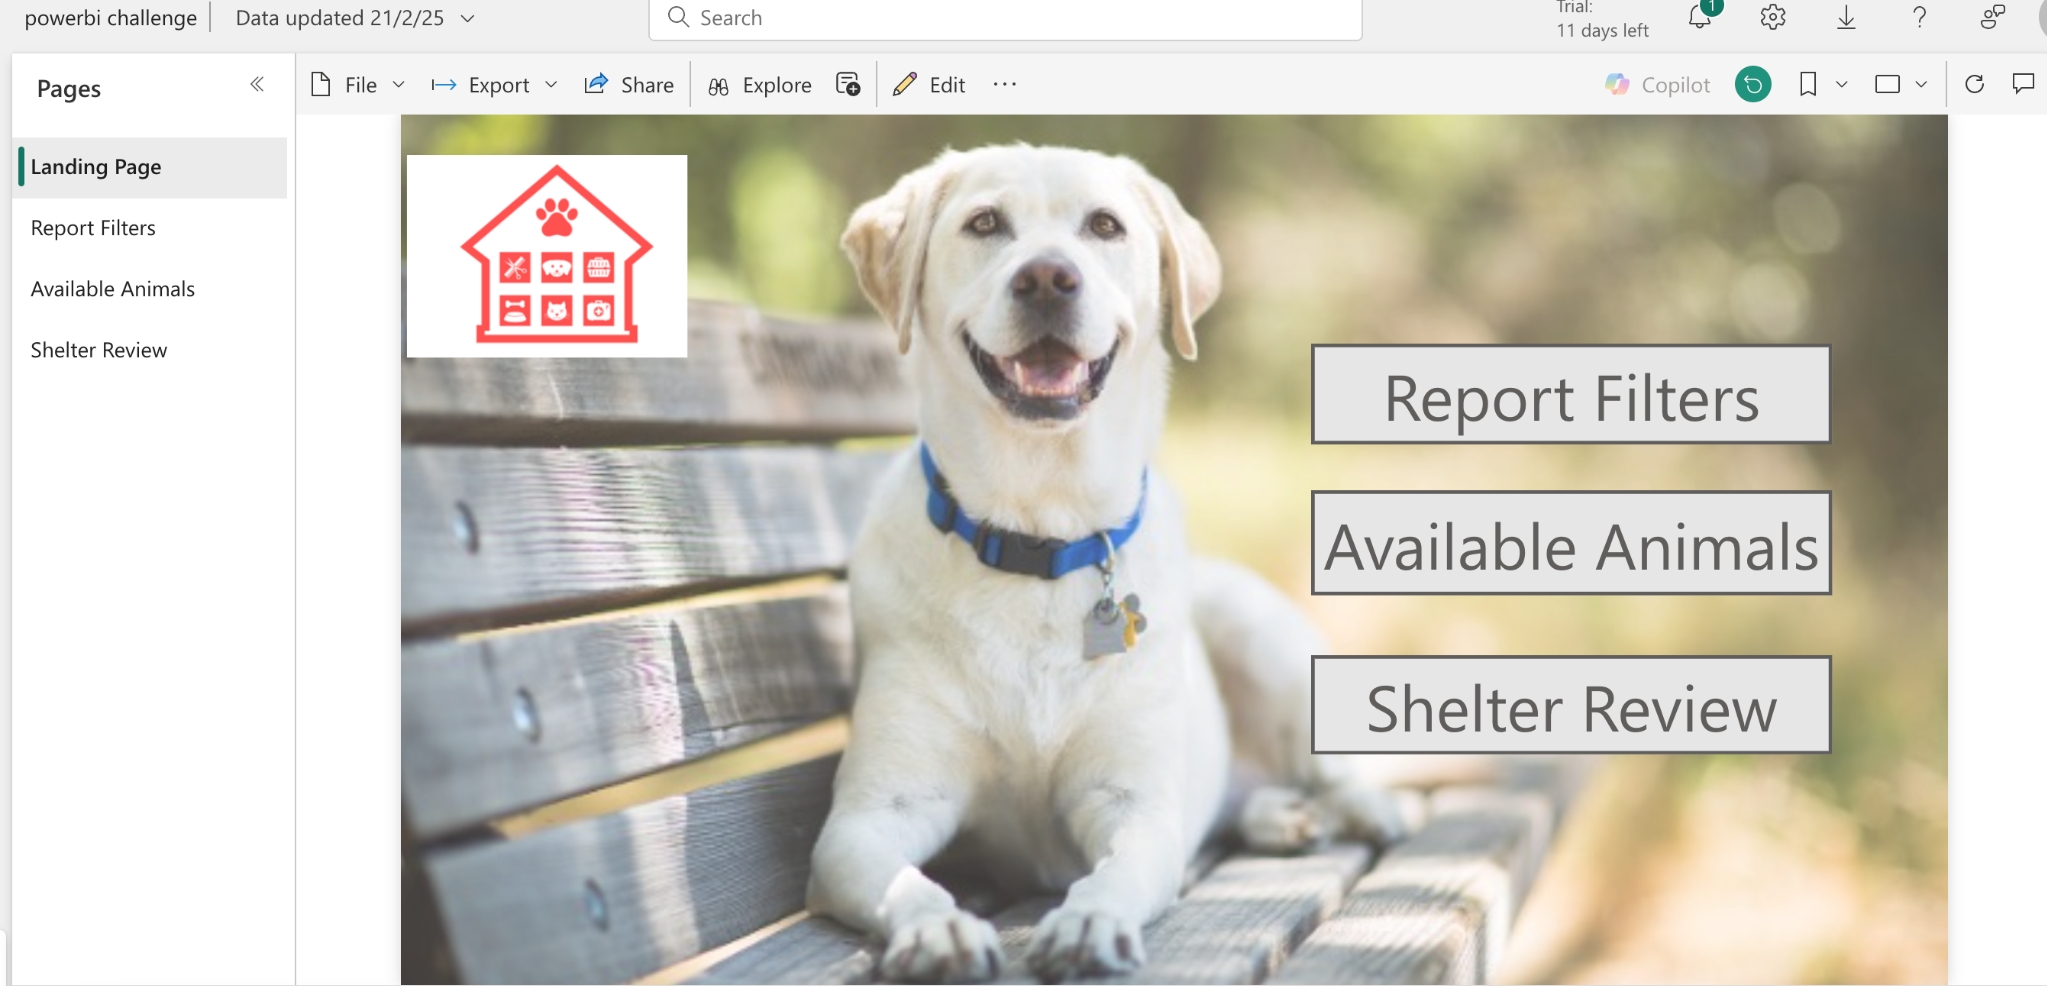 powerbi challenge
Data updated 21/2/25
Search
Trial:
11 days left
1
Pages
File
Export
Share
Explore
Edit
Copilot
Landing Page
Report Filters
Available Animals
Shelter Review
Report Filters
Available Animals
Shelter Review